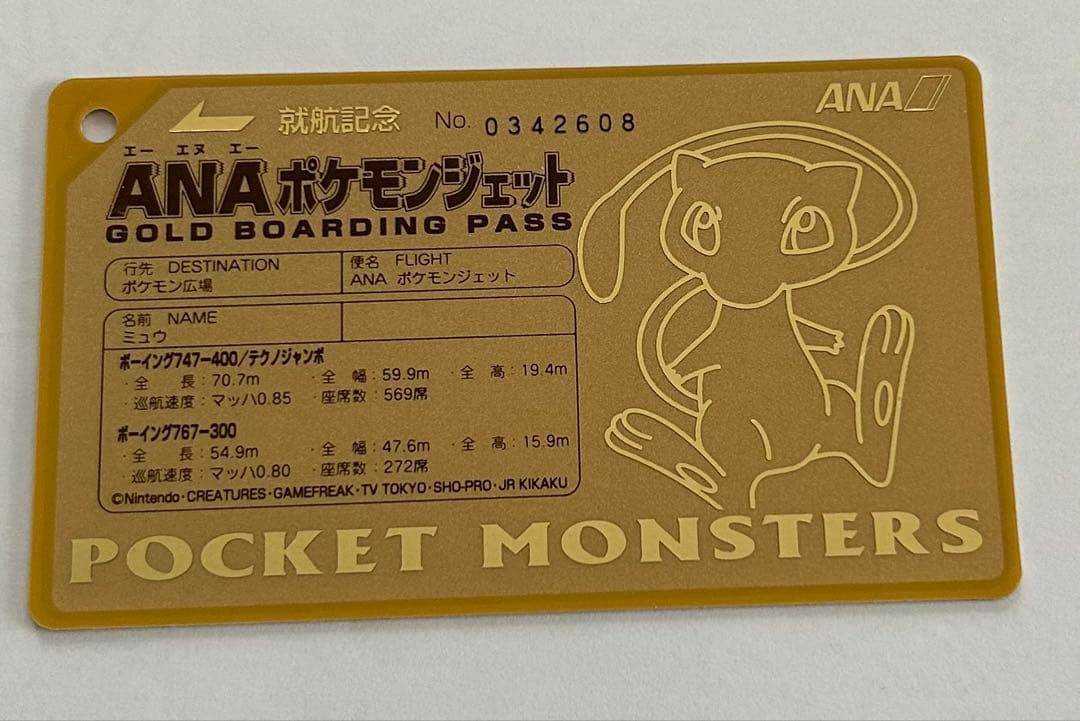 就航記念 No. 0342608
ANA
エー エヌ エー
ANAポケモンジェット
GOLD BOARDING PASS
行先 DESTINATION
ポケモン広場
便名 FLIGHT
ANA ポケモンジェット
名前 NAME
ミュウ
ボーイング747-400/テクノジャンボ
・全 長：70.7m ・全 幅：59.9m ・全 高：19.4m
・巡航速度：マッハ0.85 ・座席数：569席
ボーイング767-300
・全 長：54.9m ・全 幅：47.6m ・全 高：15.9m
・巡航速度：マッハ0.80 ・座席数：272席
©Nintendo・CREATURES・GAMEFREAK・TV TOKYO・SHO-PRO・JR KIKAKU
POCKET MONSTERS